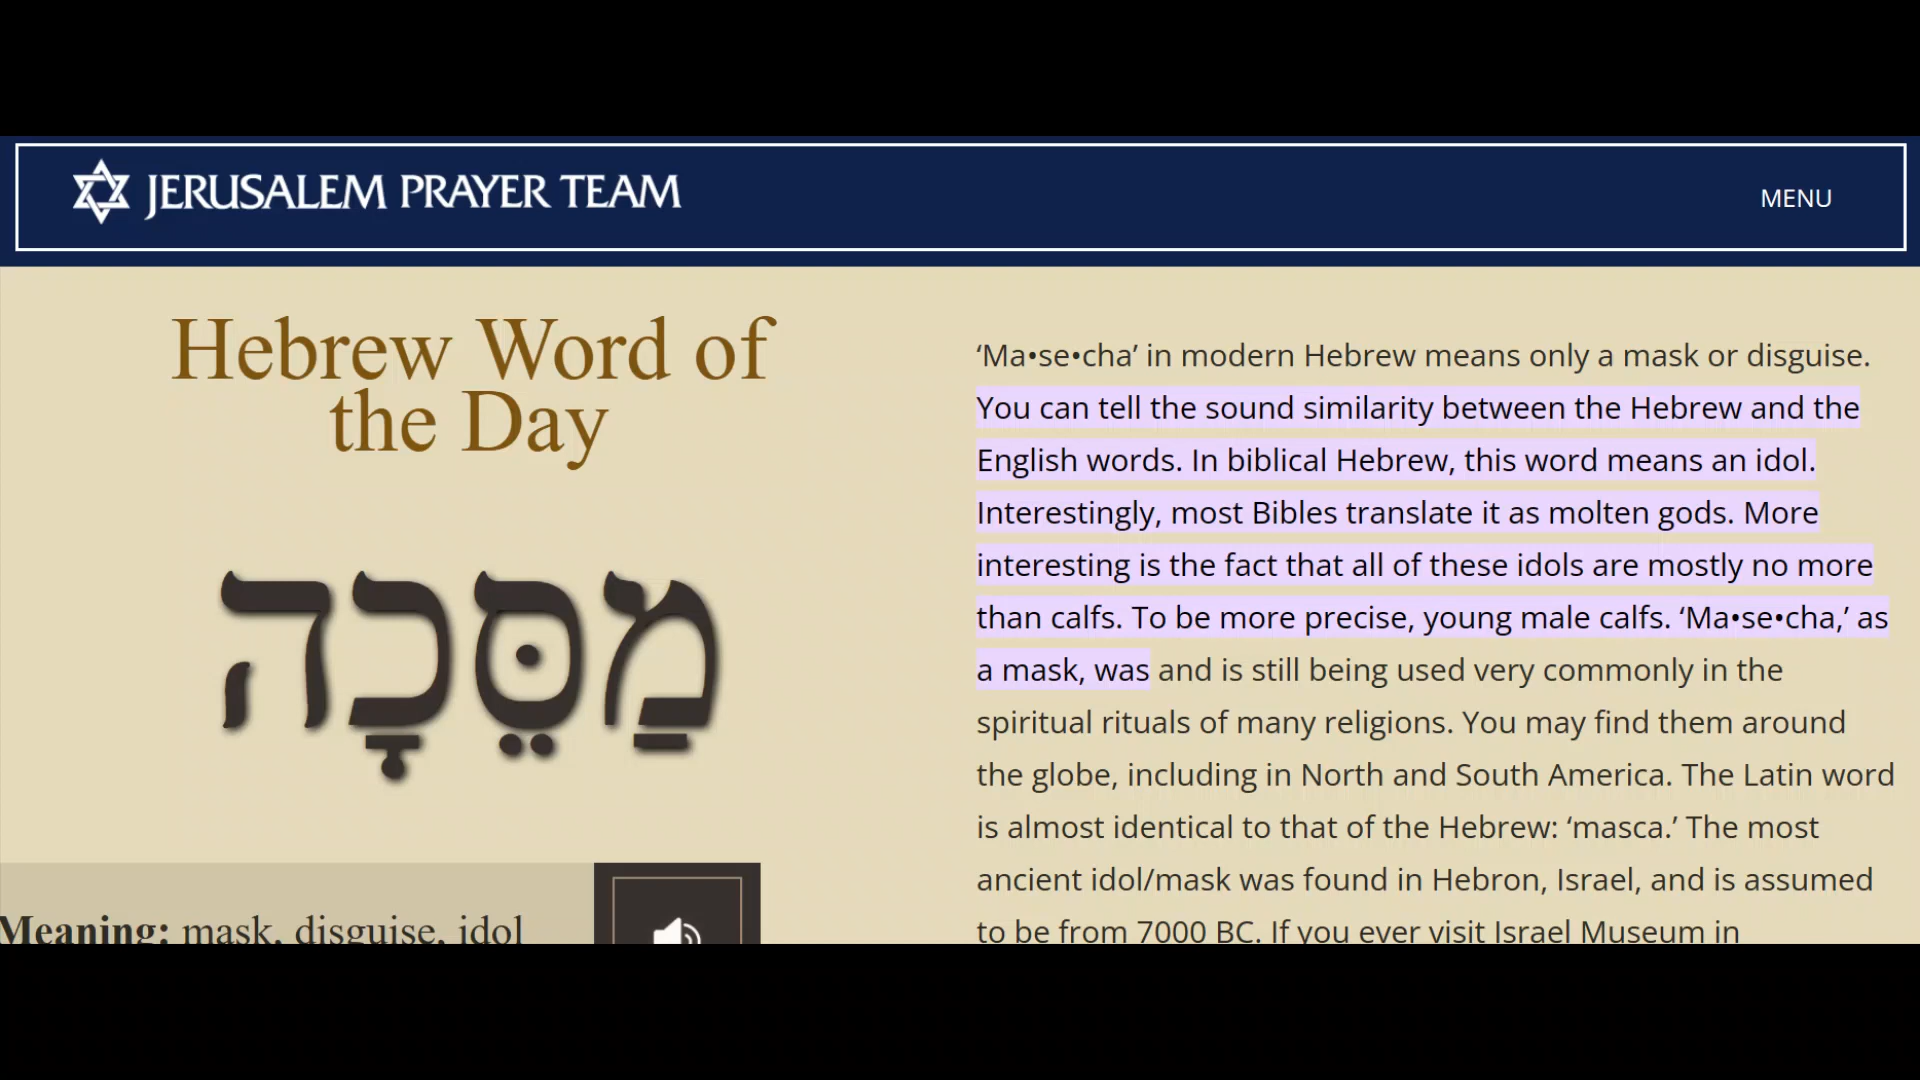 JERUSALEM PRAYER TEAM
MENU
Hebrew Word of
the Day
מַסֵּכָה
Meaning: mask, disguise, idol
‘Ma•se•cha’ in modern Hebrew means only a mask or disguise.
You can tell the sound similarity between the Hebrew and the
English words. In biblical Hebrew, this word means an idol.
Interestingly, most Bibles translate it as molten gods. More
interesting is the fact that all of these idols are mostly no more
than calfs. To be more precise, young male calfs. ‘Ma•se•cha,’ as
a mask, was and is still being used very commonly in the
spiritual rituals of many religions. You may find them around
the globe, including in North and South America. The Latin word
is almost identical to that of the Hebrew: ‘masca.’ The most
ancient idol/mask was found in Hebron, Israel, and is assumed
to be from 7000 BC. If you ever visit Israel Museum in